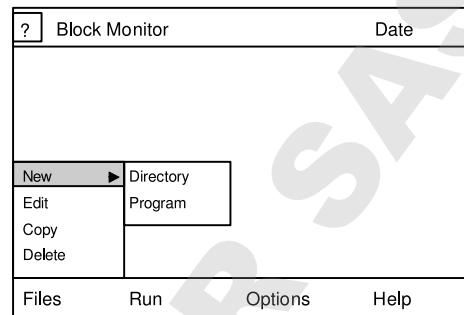 ? Block Monitor Date
New ▶ Directory
Edit Program
Copy
Delete
Files Run Options Help